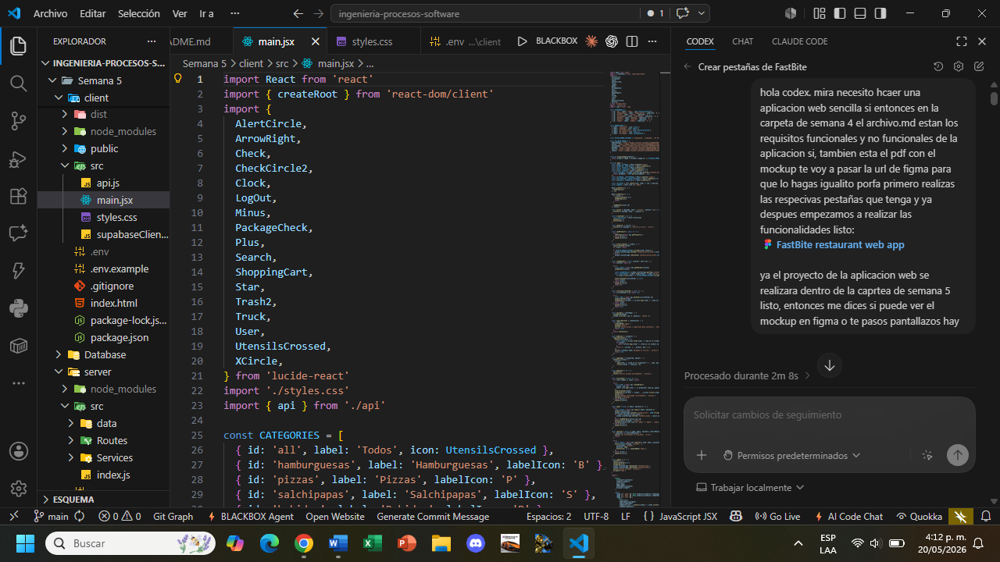 Archivo Editar Selección Ver Ir a ··· ingenieria-procesos-software 1
EXPLORADOR ···
INGENIERIA-PROCESOS-S...
Semana 5
client
dist
node_modules
public
src
api.js
main.jsx
styles.css
supabaseClien...
.env
.env.example
.gitignore
index.html
package-lock.js...
package.json
Database
server
node_modules
src
data
Routes
Services
index.js
ESQUEMA
DME.md main.jsx styles.css .env ...\client BLACKBOX ···
Semana 5 > client > src > main.jsx > ...
1 import React from 'react'
2 import { createRoot } from 'react-dom/client'
3 import {
4 AlertCircle,
5 ArrowRight,
6 Check,
7 CheckCircle2,
8 Clock,
9 LogOut,
10 Minus,
11 PackageCheck,
12 Plus,
13 Search,
14 ShoppingCart,
15 Star,
16 Trash2,
17 Truck,
18 User,
19 UtensilsCrossed,
20 XCircle,
21 } from 'lucide-react'
22 import './styles.css'
23 import { api } from './api'
24
25 const CATEGORIES = [
26 { id: 'all', label: 'Todos', icon: UtensilsCrossed },
27 { id: 'hamburguesas', label: 'Hamburguesas', labelIcon: 'B' },
28 { id: 'pizzas', label: 'Pizzas', labelIcon: 'P' },
29 { id: 'salchipapas', label: 'Salchipapas', labelIcon: 'S' },
CODEX CHAT CLAUDE CODE
Crear pestañas de FastBite
hola codex. mira necesito hcaer una
aplicacion web sencilla si entonces en la
carpeta de semana 4 el archivo.md estan los
requisitos funcionales y no funcionales de la
aplicacion si, tambien esta el pdf con el
mockup te voy a pasar la url de figma para
que lo hagas igualito porfa primero realizas
las respecivas pestañas que tenga y ya
despues empezamos a realizar las
funcionalidades listo:
FastBite restaurant web app
ya el proyecto de la aplicacion web se
realizara dentro de la caprtea de semana 5
listo, entonces me dices si puede ver el
mockup en figma o te pasos pantallazos hay
Procesado durante 2m 8s
Solicitar cambios de seguimiento
Permisos predeterminados
Trabajar localmente
main 0 0 Git Graph BLACKBOX Agent Open Website Generate Commit Message Espacios: 2 UTF-8 LF { } JavaScript JSX Go Live AI Code Chat Quokka
Buscar
ESP
LAA
4:12 p. m.
20/05/2026